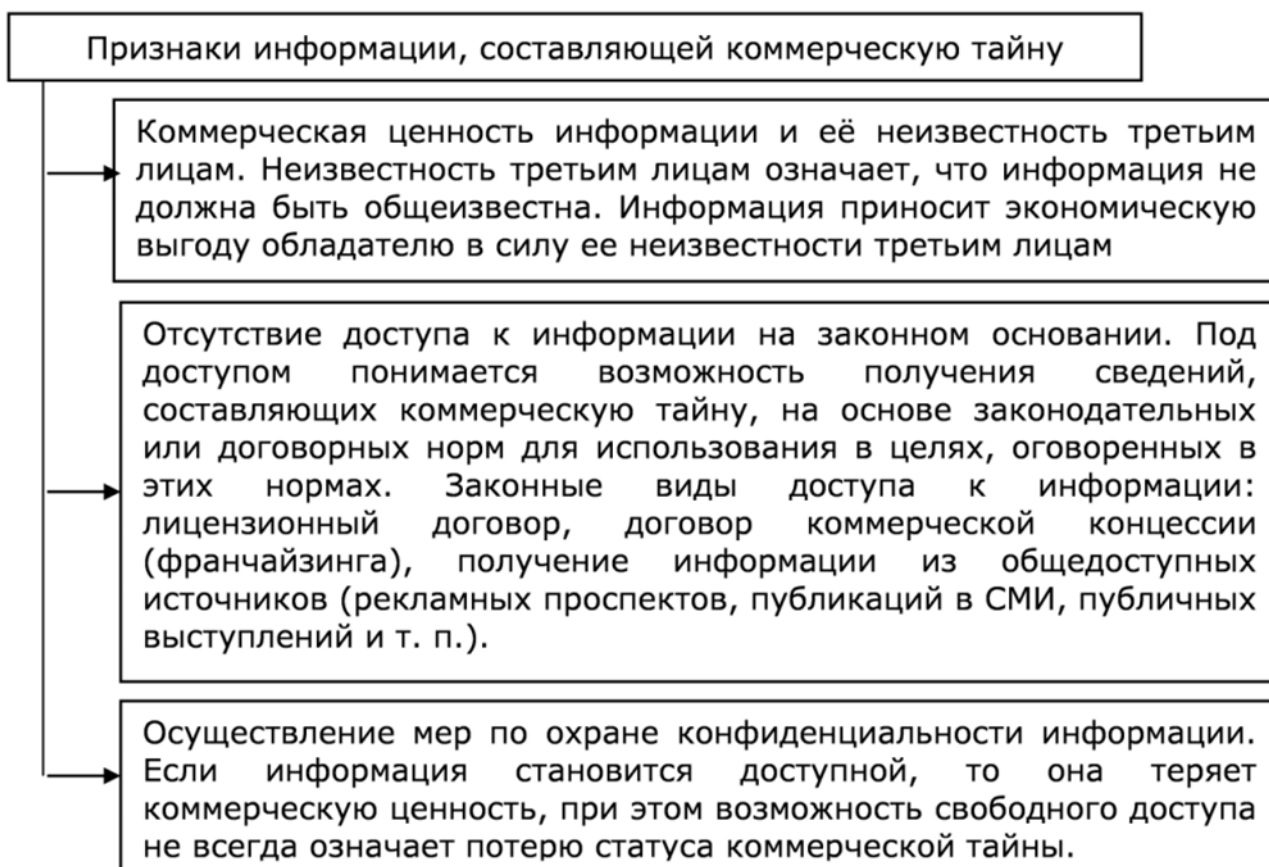 Признаки информации, составляющей коммерческую тайну
Коммерческая ценность информации и её неизвестность третьим
лицам. Неизвестность третьим лицам означает, что информация не
должна быть общеизвестна. Информация приносит экономическую
выгоду обладателю в силу ее неизвестности третьим лицам
Отсутствие доступа к информации на законном основании. Под
доступом понимается возможность получения сведений,
составляющих коммерческую тайну, на основе законодательных
или договорных норм для использования в целях, оговоренных в
этих нормах. Законные виды доступа к информации:
лицензионный договор, договор коммерческой концессии
(франчайзинга), получение информации из общедоступных
источников (рекламных проспектов, публикаций в СМИ, публичных
выступлений и т. п.).
Осуществление мер по охране конфиденциальности информации.
Если информация становится доступной, то она теряет
коммерческую ценность, при этом возможность свободного доступа
не всегда означает потерю статуса коммерческой тайны.